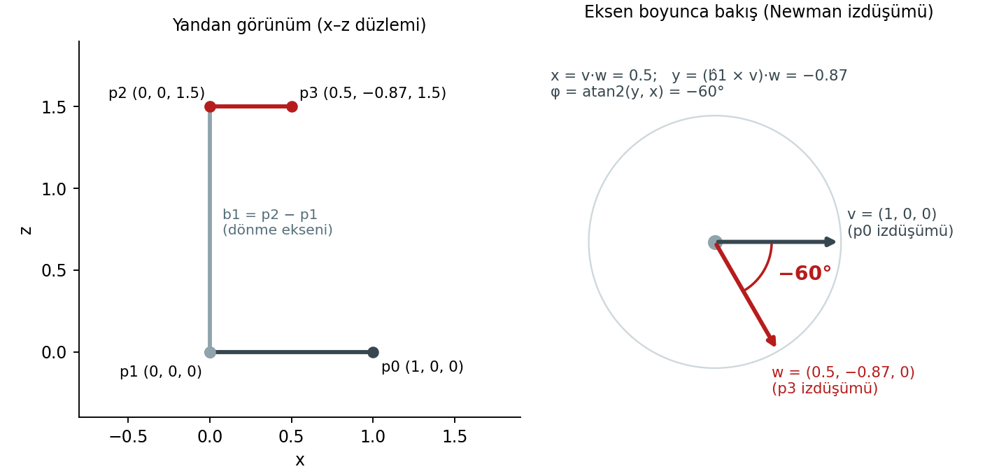 Yandan görünüm (x–z düzlemi)
p2 (0, 0, 1.5)
p3 (0.5, −0.87, 1.5)
b1 = p2 − p1
(dönme ekseni)
p1 (0, 0, 0)
p0 (1, 0, 0)
z
1.5
1.0
0.5
0.0
−0.5
0.0
0.5
1.0
1.5
x
Eksen boyunca bakış (Newman izdüşümü)
x = v·w = 0.5;   y = (b̂1 × v)·w = −0.87
φ = atan2(y, x) = −60°
v = (1, 0, 0)
(p0 izdüşümü)
−60°
w = (0.5, −0.87, 0)
(p3 izdüşümü)